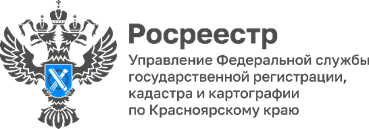 Росреестр
Управление Федеральной службы
государственной регистрации,
кадастра и картографии
по Красноярскому краю